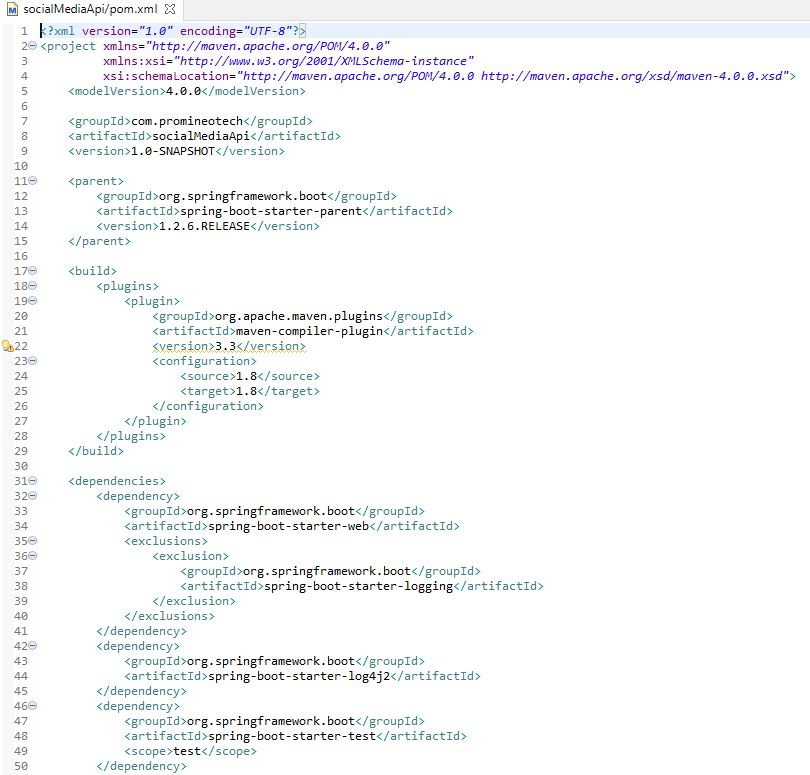 socialMediaApi/pom.xml
1 <?xml version="1.0" encoding="UTF-8"?>
2 <project xmlns="http://maven.apache.org/POM/4.0.0"
3 xmlns:xsi="http://www.w3.org/2001/XMLSchema-instance"
4 xsi:schemaLocation="http://maven.apache.org/POM/4.0.0 http://maven.apache.org/xsd/maven-4.0.0.xsd">
5 <modelVersion>4.0.0</modelVersion>
6
7 <groupId>com.promineotech</groupId>
8 <artifactId>socialMediaApi</artifactId>
9 <version>1.0-SNAPSHOT</version>
10
11 <parent>
12 <groupId>org.springframework.boot</groupId>
13 <artifactId>spring-boot-starter-parent</artifactId>
14 <version>1.2.6.RELEASE</version>
15 </parent>
16
17 <build>
18 <plugins>
19 <plugin>
20 <groupId>org.apache.maven.plugins</groupId>
21 <artifactId>maven-compiler-plugin</artifactId>
22 <version>3.3</version>
23 <configuration>
24 <source>1.8</source>
25 <target>1.8</target>
26 </configuration>
27 </plugin>
28 </plugins>
29 </build>
30
31 <dependencies>
32 <dependency>
33 <groupId>org.springframework.boot</groupId>
34 <artifactId>spring-boot-starter-web</artifactId>
35 <exclusions>
36 <exclusion>
37 <groupId>org.springframework.boot</groupId>
38 <artifactId>spring-boot-starter-logging</artifactId>
39 </exclusion>
40 </exclusions>
41 </dependency>
42 <dependency>
43 <groupId>org.springframework.boot</groupId>
44 <artifactId>spring-boot-starter-log4j2</artifactId>
45 </dependency>
46 <dependency>
47 <groupId>org.springframework.boot</groupId>
48 <artifactId>spring-boot-starter-test</artifactId>
49 <scope>test</scope>
50 </dependency>